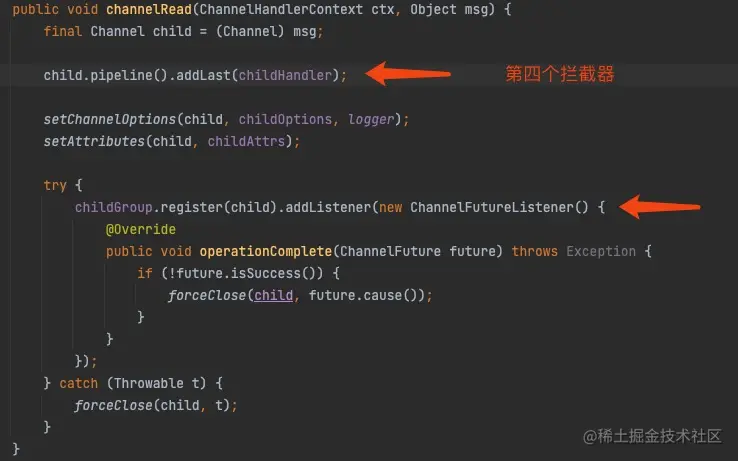 public void channelRead(ChannelHandlerContext ctx, Object msg) {
    final Channel child = (Channel) msg;
    child.pipeline().addLast(childHandler); 第四个拦截器
    setChannelOptions(child, childOptions, logger);
    setAttributes(child, childAttrs);
    try {
        childGroup.register(child).addListener(new ChannelFutureListener() {
            @Override
            public void operationComplete(ChannelFuture future) throws Exception {
                if (!future.isSuccess()) {
                    forceClose(child, future.cause());
                }
            }
        });
    } catch (Throwable t) {
        forceClose(child, t);
    }
}
@稀土掘金技术社区